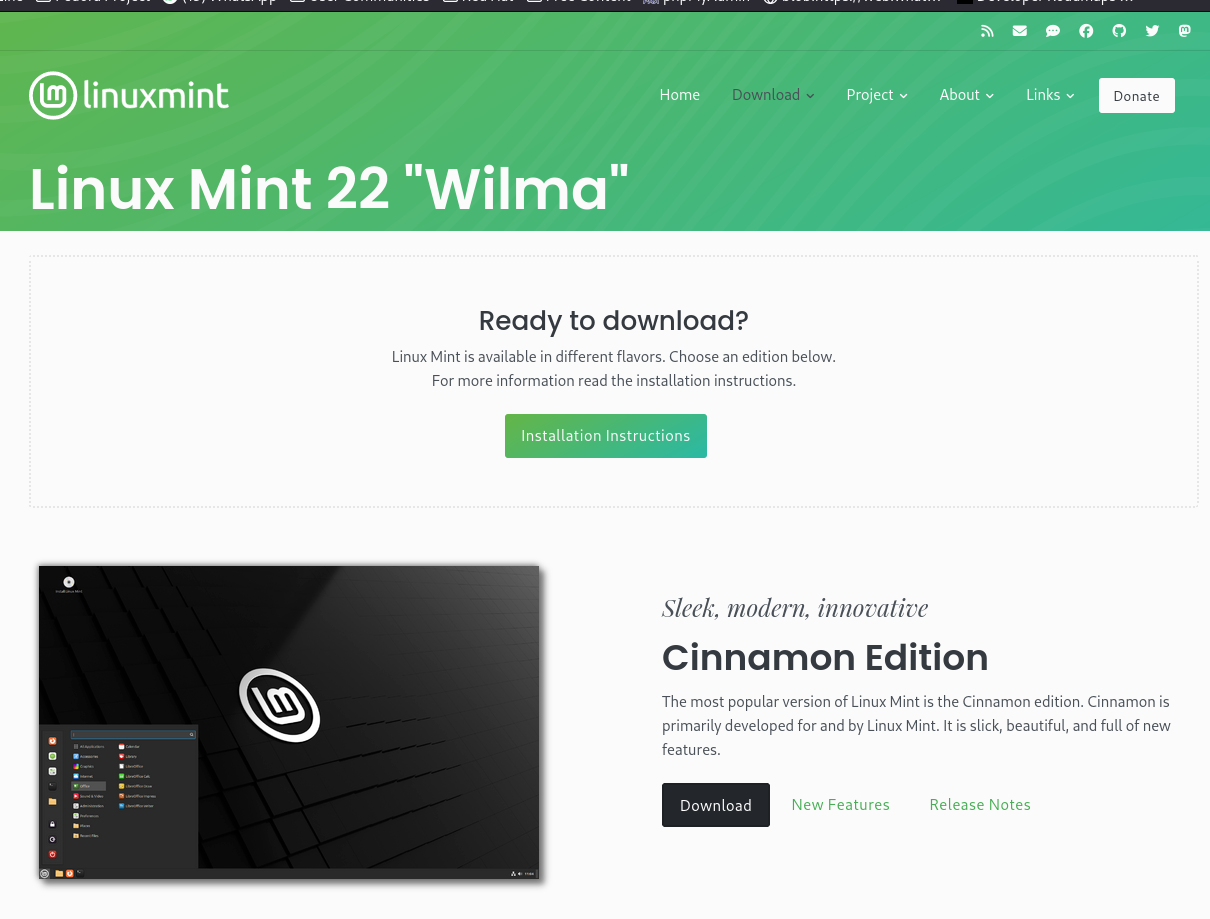 linuxmint
Home Download Project About Links Donate
Linux Mint 22 "Wilma"
Ready to download?
Linux Mint is available in different flavors. Choose an edition below.
For more information read the installation instructions.
Installation Instructions
Sleek, modern, innovative
Cinnamon Edition
The most popular version of Linux Mint is the Cinnamon edition. Cinnamon is
primarily developed for and by Linux Mint. It is slick, beautiful, and full of new
features.
Download New Features Release Notes